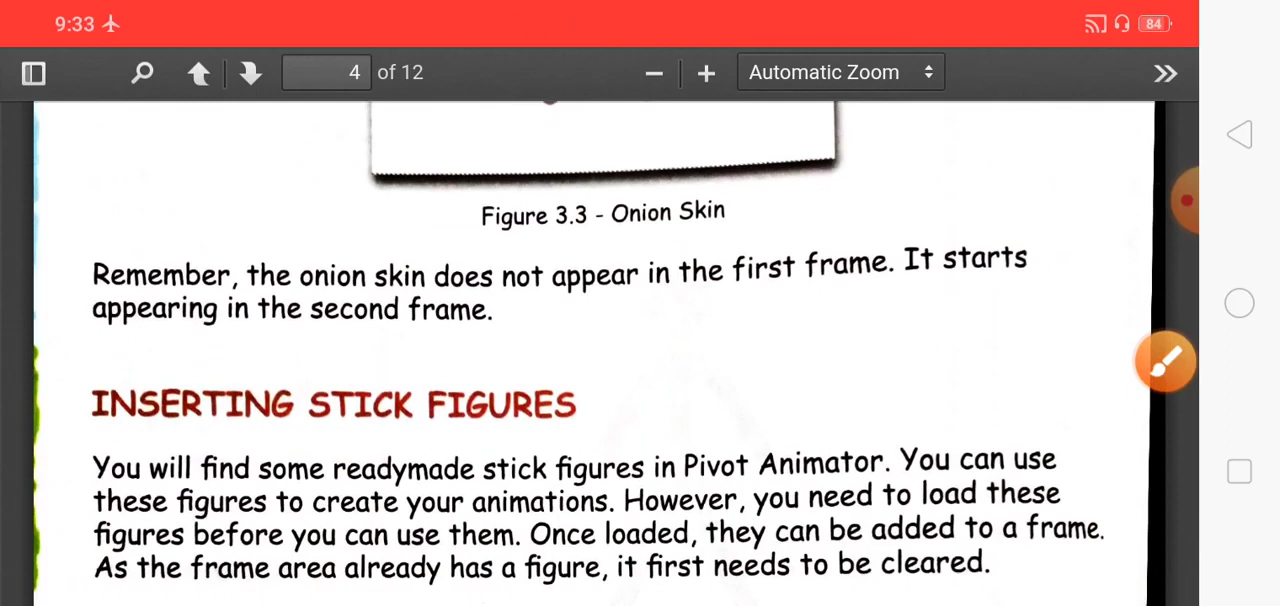 9:33
84
4 of 12
Automatic Zoom
Figure 3.3 - Onion Skin
Remember, the onion skin does not appear in the first frame. It starts
appearing in the second frame.
INSERTING STICK FIGURES
You will find some readymade stick figures in Pivot Animator. You can use
these figures to create your animations. However, you need to load these
figures before you can use them. Once loaded, they can be added to a frame.
As the frame area already has a figure, it first needs to be cleared.